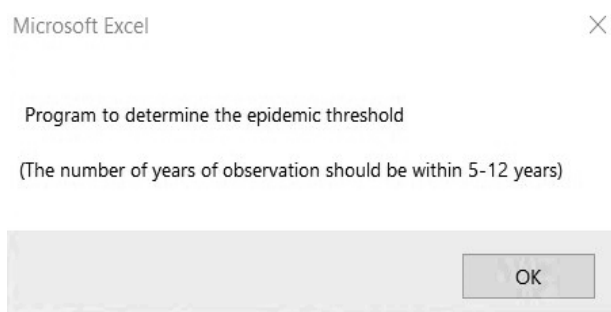 Microsoft Excel
Program to determine the epidemic threshold
(The number of years of observation should be within 5-12 years)
OK